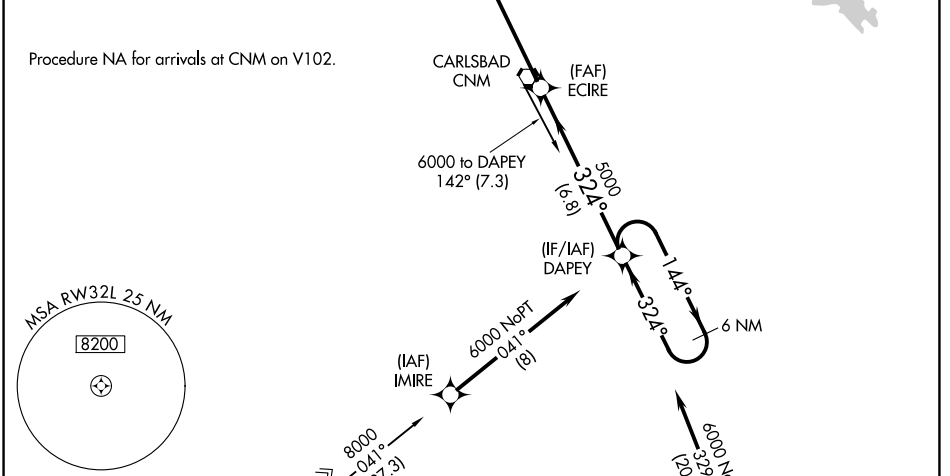 Procedure NA for arrivals at CNM on V102.
CARLSBAD
CNM
(FAF)
ECIRE
6000 to DAPEY
142° (7.3)
5000
324°
(6.8)
(IF/IAF)
DAPEY
144°
324°
6 NM
MSA RW32L 25 NM
8200
6000 NoPT
041°
(8)
(IAF)
IMIRE
8000
041°
6000
329